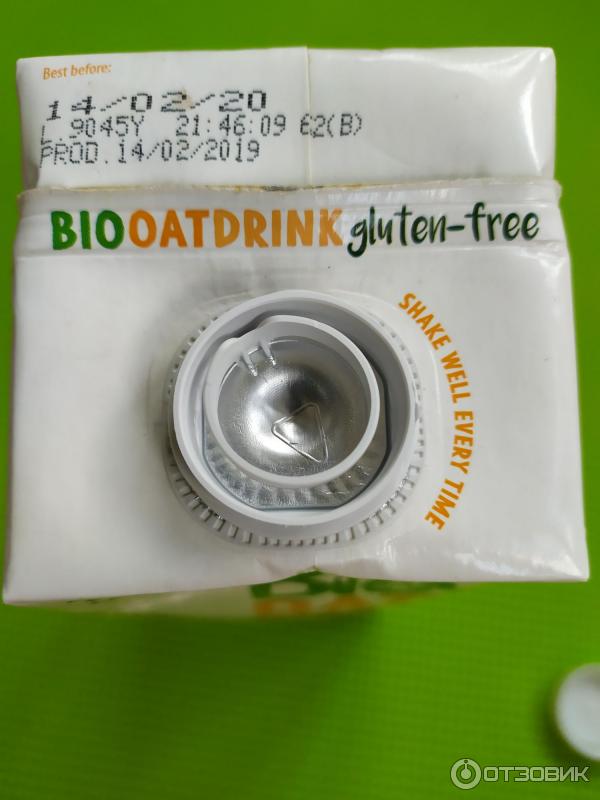 Best before:
14/02/20
L.9045Y 21:46:09 62(B)
PROD.14/02/2019
BIOOATDRINK gluten-free
SHAKE WELL EVERY TIME
ОТЗОВИК